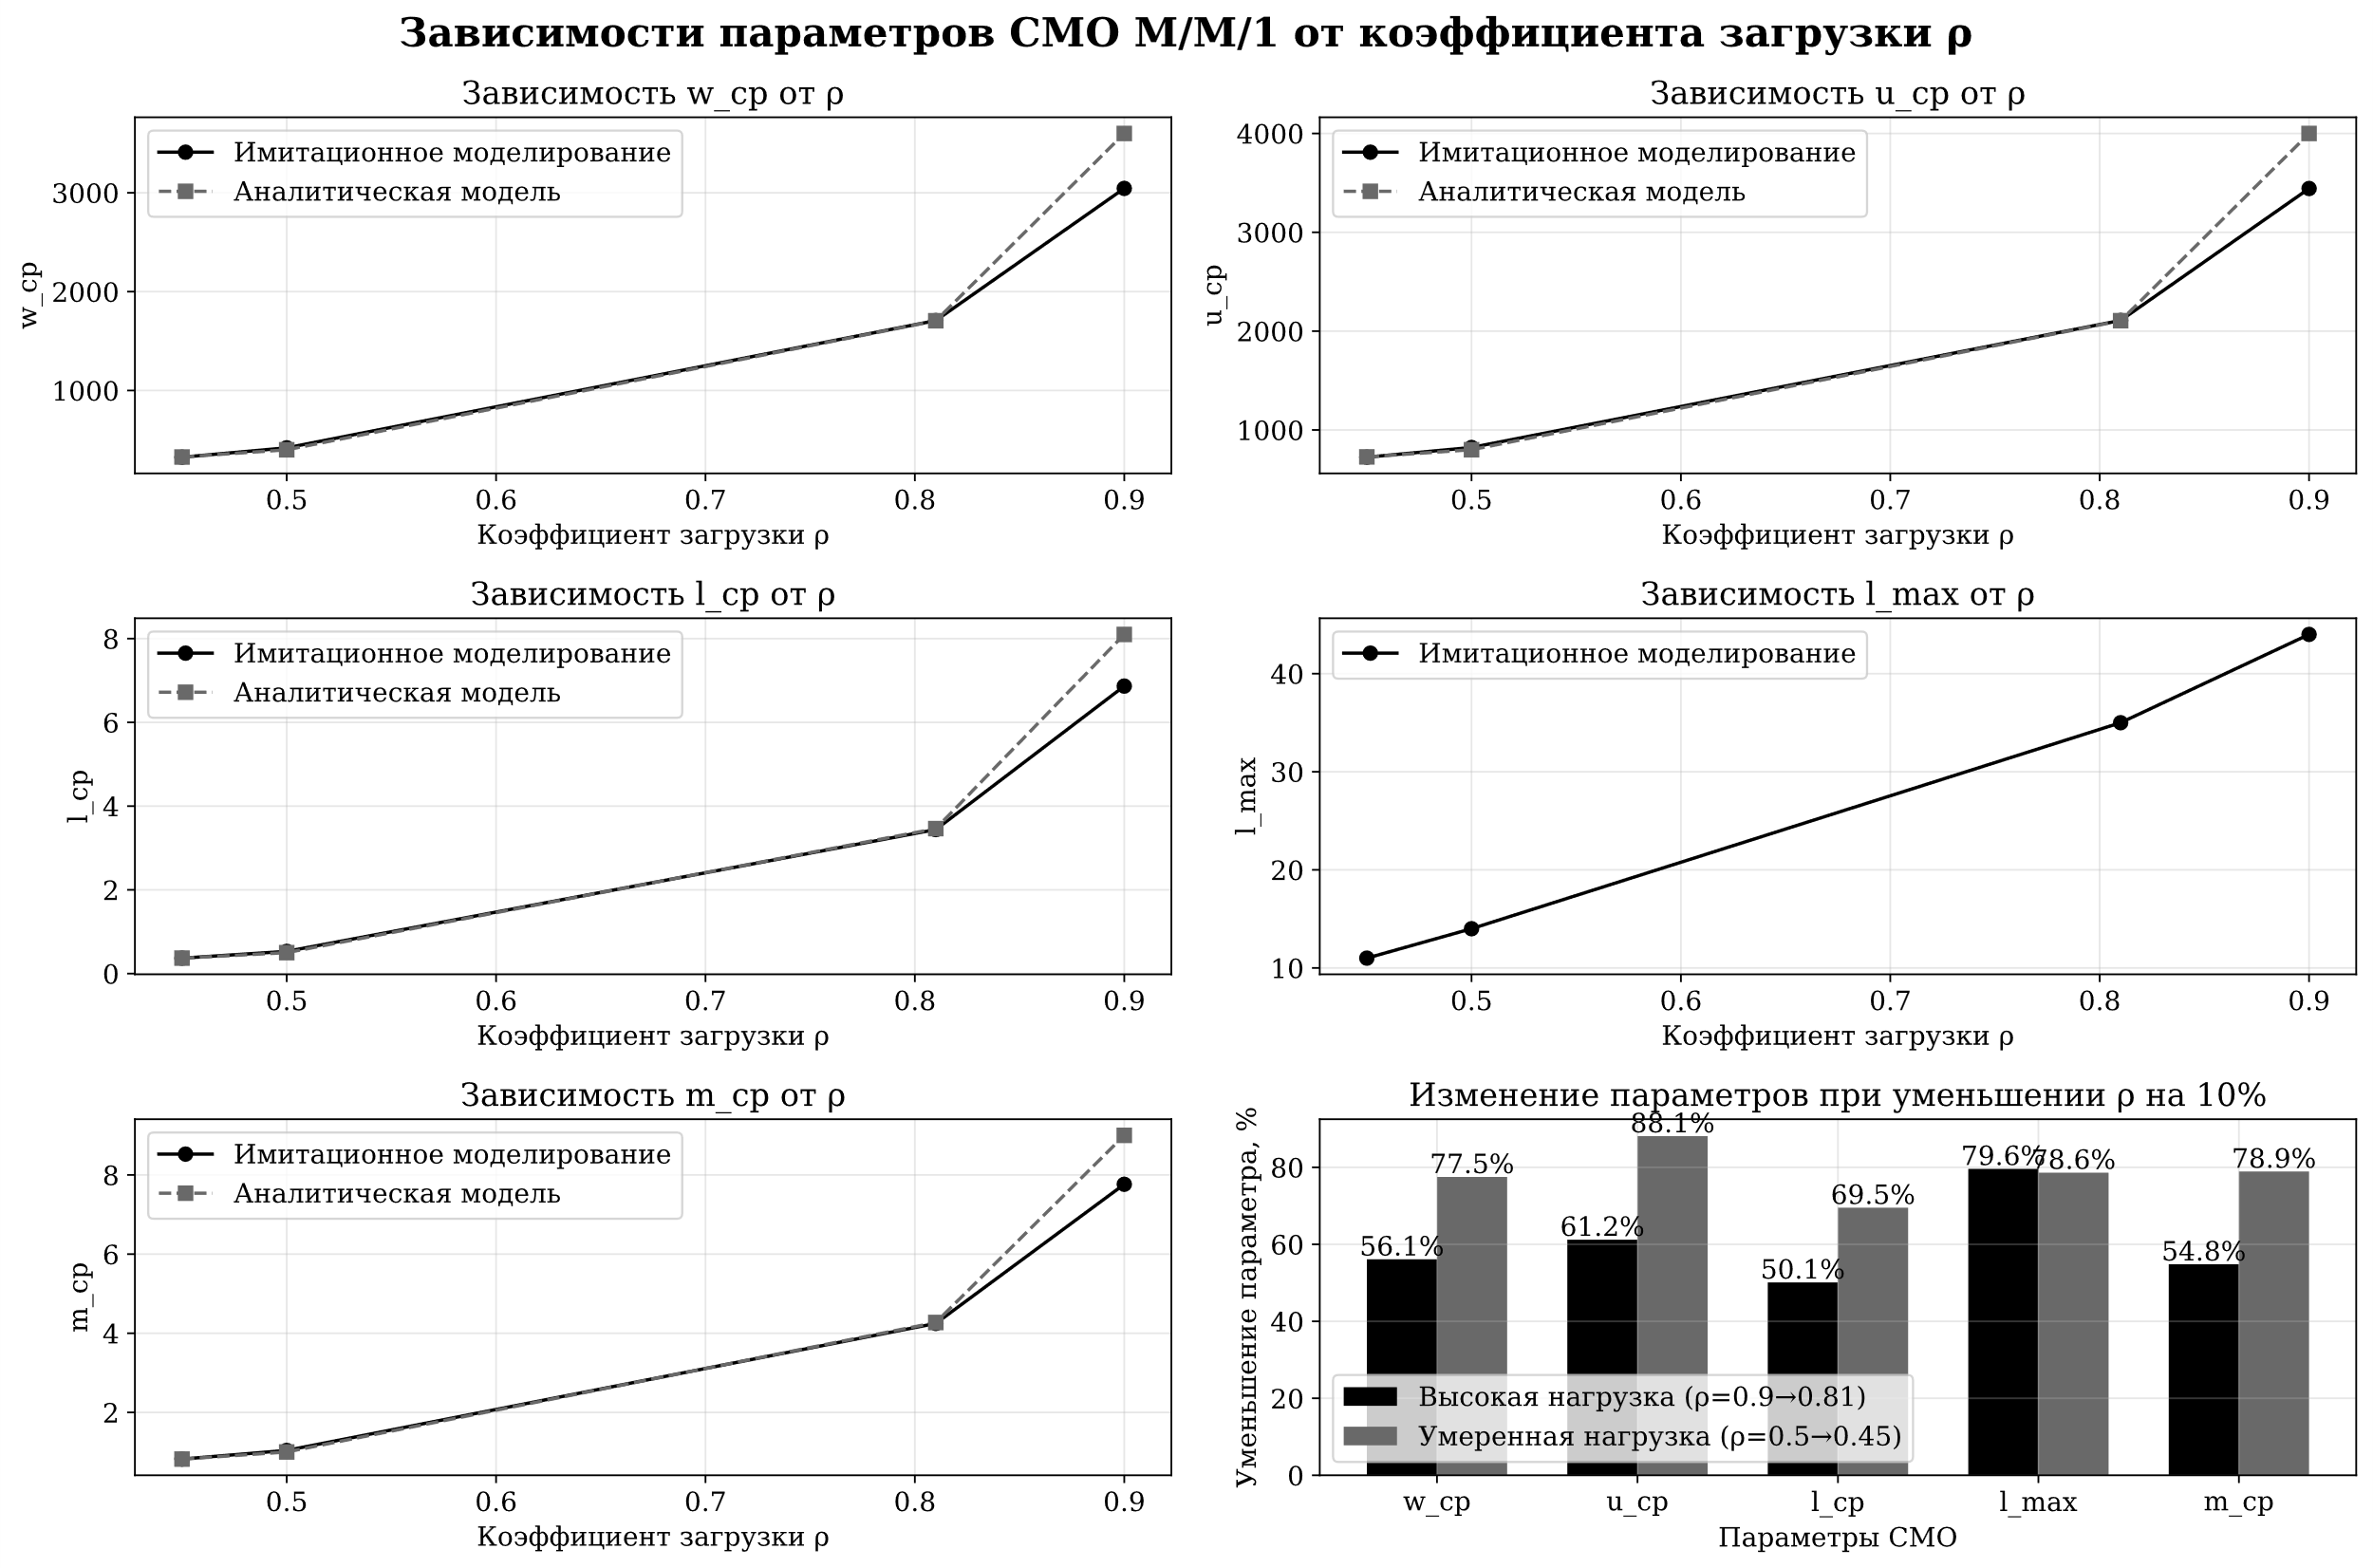 Зависимости параметров СМО M/M/1 от коэффициента загрузки ρ
Зависимость w_cp от ρ
Имитационное моделирование
Аналитическая модель
w_cp
3000
2000
1000
0.5 0.6 0.7 0.8 0.9
Коэффициент загрузки ρ
Зависимость u_cp от ρ
Имитационное моделирование
Аналитическая модель
u_cp
4000
3000
2000
1000
0.5 0.6 0.7 0.8 0.9
Коэффициент загрузки ρ
Зависимость l_cp от ρ
Имитационное моделирование
Аналитическая модель
l_cp
8
6
4
2
0
0.5 0.6 0.7 0.8 0.9
Коэффициент загрузки ρ
Зависимость l_max от ρ
Имитационное моделирование
l_max
40
30
20
10
0.5 0.6 0.7 0.8 0.9
Коэффициент загрузки ρ
Зависимость m_cp от ρ
Имитационное моделирование
Аналитическая модель
m_cp
8
6
4
2
0.5 0.6 0.7 0.8 0.9
Коэффициент загрузки ρ
Изменение параметров при уменьшении ρ на 10%
Уменьшение параметра, %
80
60
40
20
0
56.1% 77.5% 61.2% 88.1% 50.1% 69.5% 79.6% 78.6% 54.8% 78.9%
Высокая нагрузка (ρ=0.9→0.81)
Умеренная нагрузка (ρ=0.5→0.45)
w_cp u_cp l_cp l_max m_cp
Параметры СМО